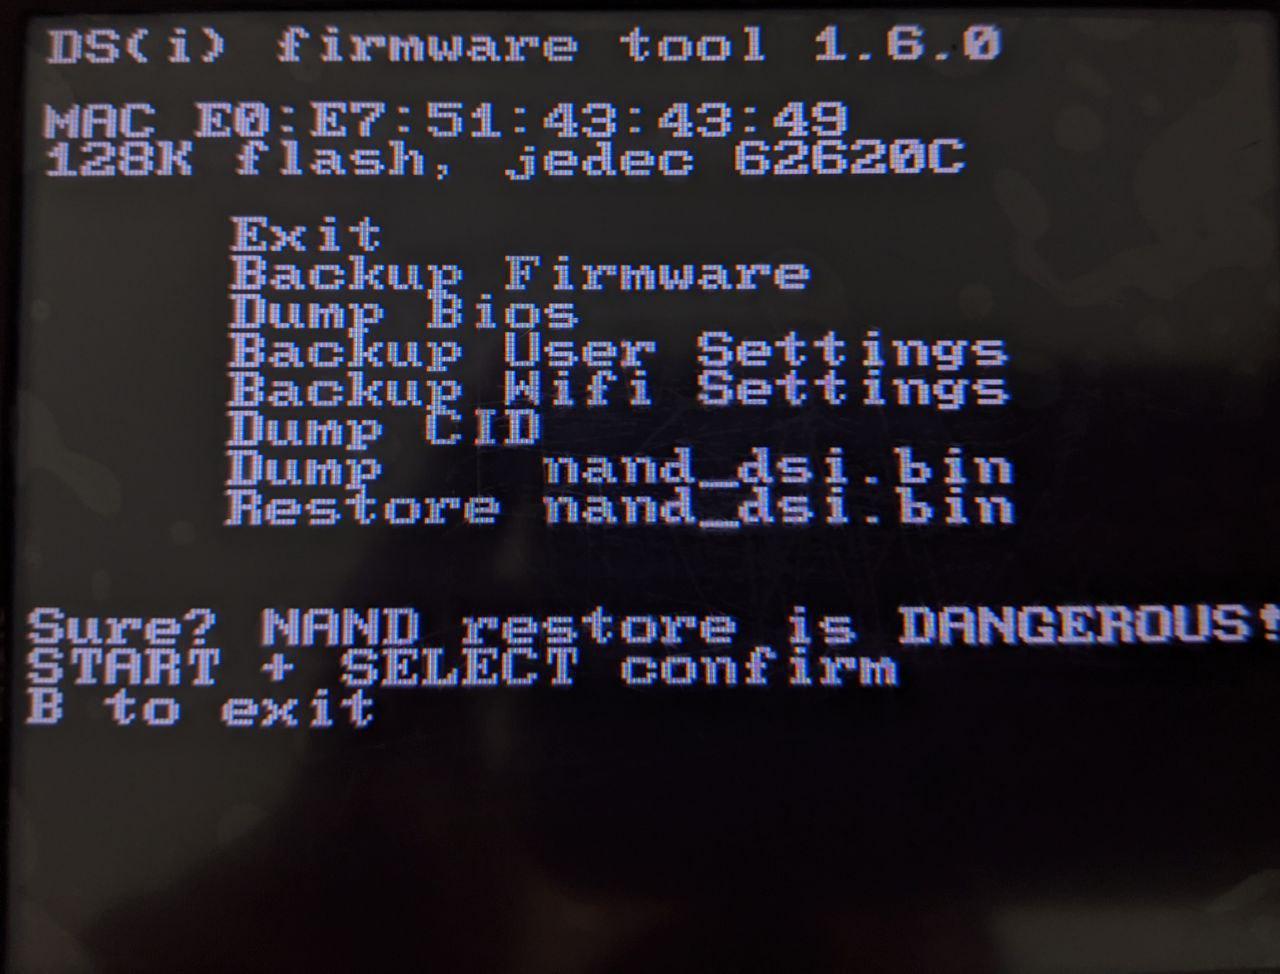 DS(i) firmware tool 1.6.0
MAC E0:E7:51:43:43:49
128K flash, jedec 62620C
Exit
Backup Firmware
Dump Bios
Backup User Settings
Backup Wifi Settings
Dump CID
Dump nand_dsi.bin
Restore nand_dsi.bin
Sure? NAND restore is DANGEROUS!
START + SELECT confirm
B to exit